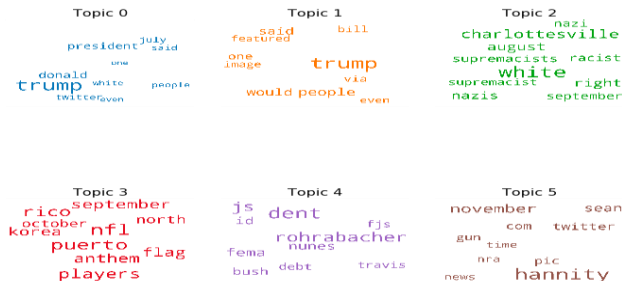 Topic 0
july
president said
one
donald
white
trump people
twitter even
Topic 1
said bill
featured
one
image trump
via
would people
even
Topic 2
nazi
charlottesville
august
supremacists racist
white
supremacist right
nazis september
Topic 3
september
rico
october north
korea nfl
puerto
anthem flag
players
Topic 4
js
dent
id fjs
rohrabacher
nunes
fema
bush debt travis
Topic 5
november sean
com twitter
gun
time
nra pic
news hannity